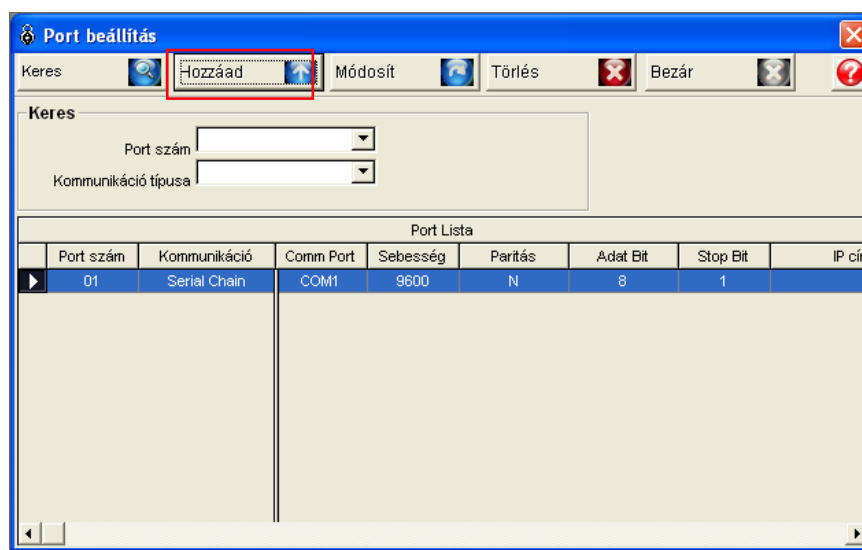 Port beállítás
Keres Hozzáad Módosít Törlés Bezár
Keres
Port szám
Kommunikáció típusa
Port Lista
Port szám Kommunikáció Comm Port Sebesség Paritás Adat Bit Stop Bit IP
01 Serial Chain COM1 9600 N 8 1